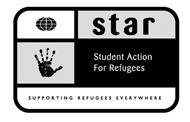 star
Student Action
For Refugees
SUPPORTING REFUGEES EVERYWHERE